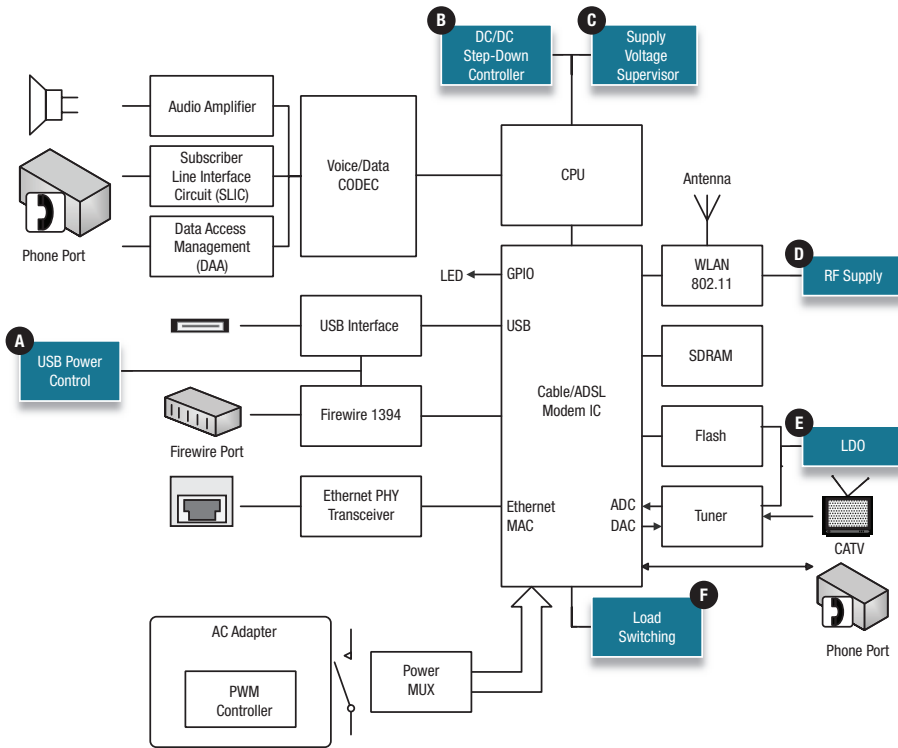 B
DC/DC
Step-Down
Controller
C
Supply
Voltage
Supervisor
Audio Amplifier
Subscriber
Line Interface
Circuit (SLIC)
Data Access
Management
(DAA)
Phone Port
Voice/Data
CODEC
CPU
Antenna
LED
GPIO
WLAN
802.11
D
RF Supply
USB Interface
USB
SDRAM
A
USB Power
Control
Cable/ADSL
Modem IC
Firewire 1394
Firewire Port
Flash
E
LDO
Ethernet PHY
Transceiver
Ethernet
MAC
ADC
DAC
Tuner
CATV
F
Load
Switching
Phone Port
AC Adapter
PWM
Controller
Power
MUX